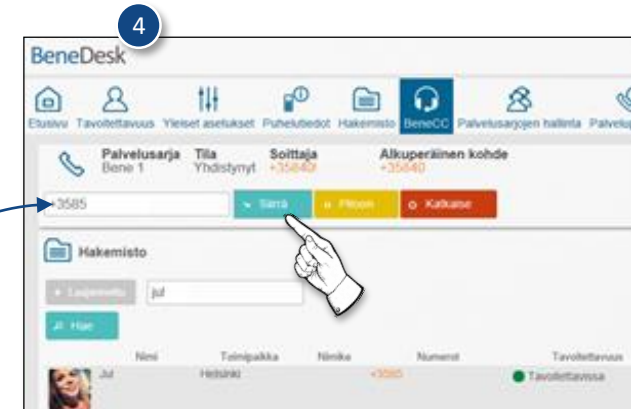 4
BeneDesk
Etusivu Tavoitettavuus Yleiset asetukset Puhelutiedot Hakemisto BeneCC Palvelusarjojen hallinta
Palvelusarja Tila Soittaja Alkuperäinen kohde
Bene 1 Yhdistynyt +35840 +35840
+3585 Siirrä Pitoon Katkaise
Hakemisto
jul
Hae
Nimi Toimipaikka Nimike Numerot Tavoitettavuus
Jul Helsinki +3585 Tavoitettavissa